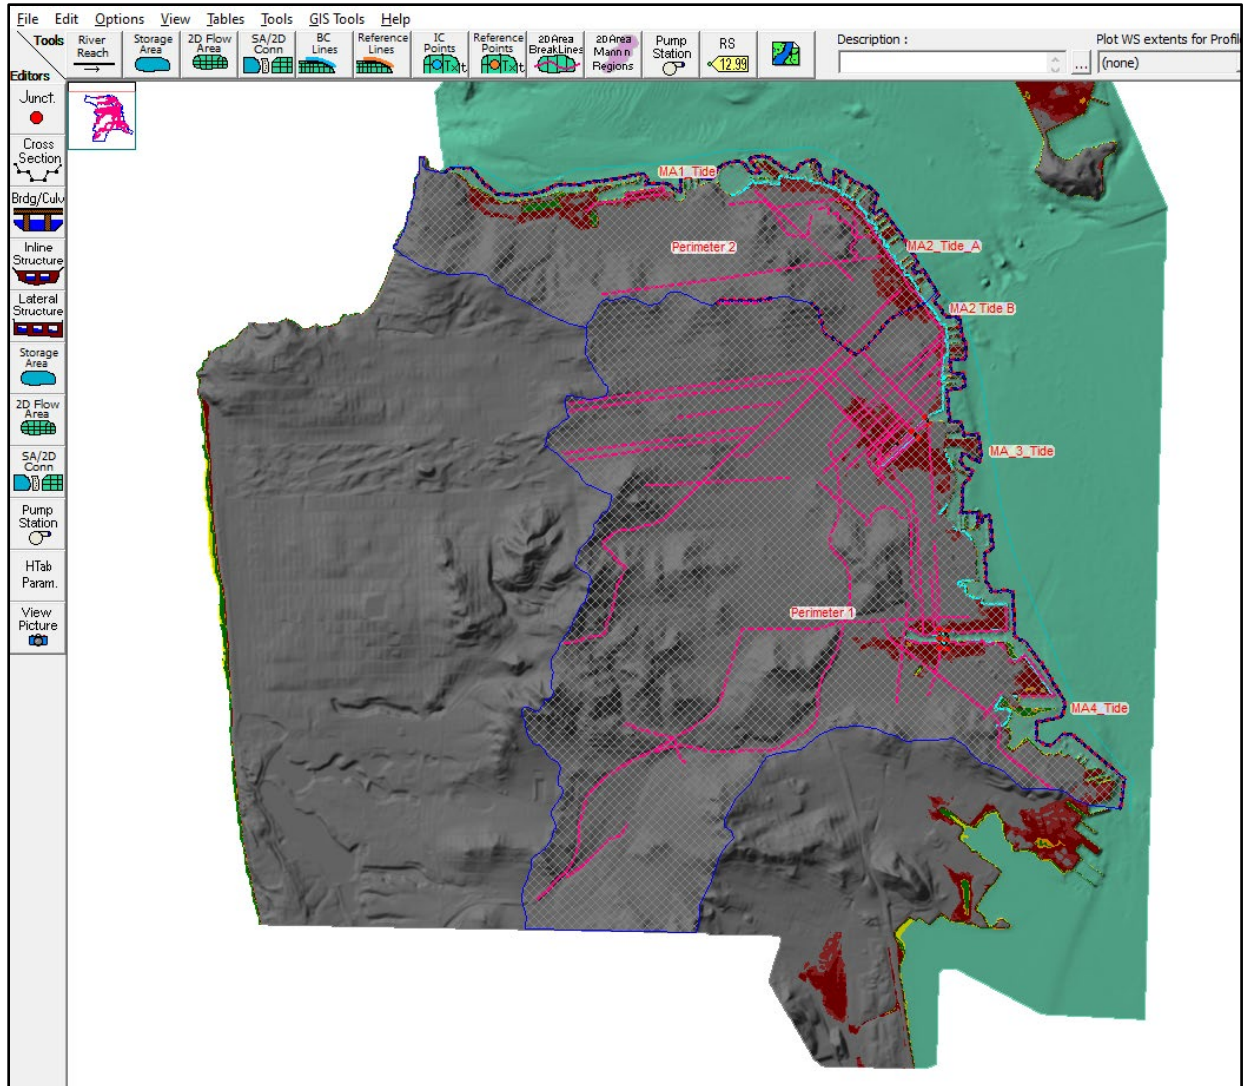 File Edit Options View Tables Tools GIS Tools Help
Tools
Editors
River
Reach
Storage
Area
2D Flow
Area
SA/2D
Conn
BC
Lines
Reference
Lines
IC
Points
Reference
Points
2D Area
BreakLines
2D Area
Mann n
Regions
Pump
Station
RS
12.99
Description :
...
Plot WS extents for Profil
(none)
Junct.
Cross
Section
Brdg/Culv
Inline
Structure
Lateral
Structure
Storage
Area
2D Flow
Area
SA/2D
Conn
Pump
Station
HTab
Param.
View
Picture
MA1_Tide
Perimeter 2
MA2_Tide_A
MA2 Tide B
MA_3_Tide
Perimeter 1
MA4_Tide